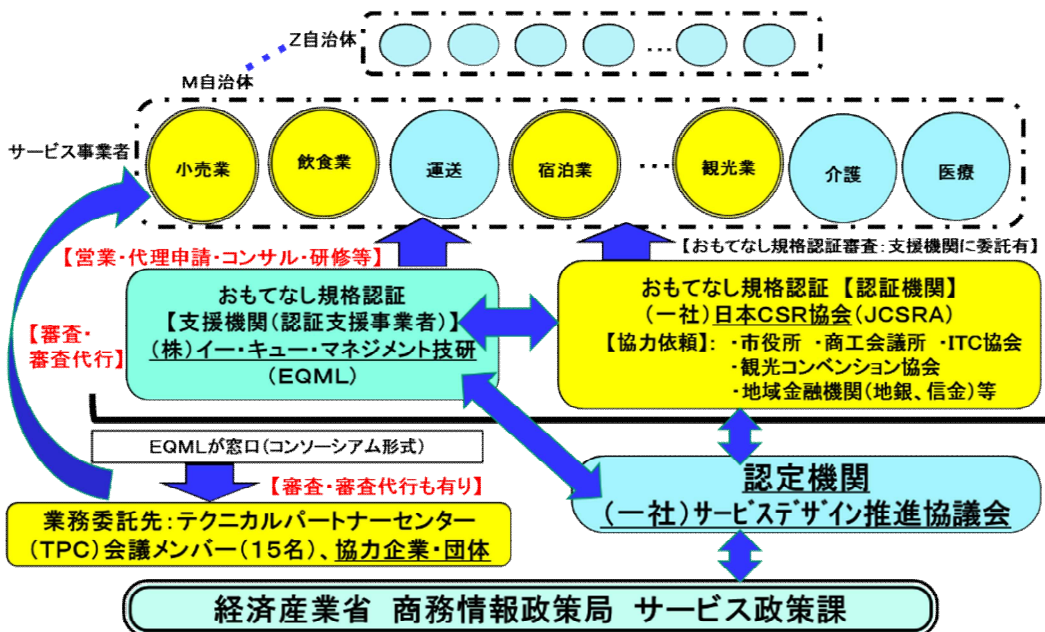 Z自治体
…
M自治体
サービス事業者
小売業
飲食業
運送
宿泊業
…
観光業
介護
医療
【営業・代理申請・コンサル・研修等】
【おもてなし規格認証審査:支援機関に委託有】
【審査・
審査代行】
おもてなし規格認証
【支援機関(認証支援事業者)】
(株)イー・キュー・マネジメント技研
(EQML)
おもてなし規格認証 【認証機関】
(一社)日本CSR協会(JCSRA)
【協力依頼】: ・市役所 ・商工会議所 ・ITC協会
・観光コンベンション協会
・地域金融機関(地銀、信金)等
EQMLが窓口(コンソーシアム形式)
【審査・審査代行も有り】
業務委託先:テクニカルパートナーセンター
(TPC)会議メンバー(15名)、協力企業・団体
認定機関
(一社)サービスデザイン推進協議会
経済産業省 商務情報政策局 サービス政策課